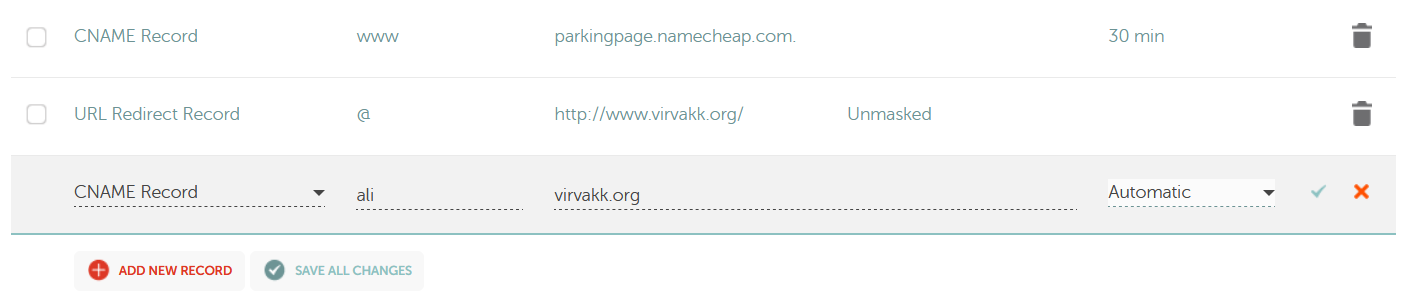 CNAME Record www parkingpage.namecheap.com. 30 min
URL Redirect Record @ http://www.virvakk.org/ Unmasked
CNAME Record ali virvakk.org Automatic
ADD NEW RECORD SAVE ALL CHANGES